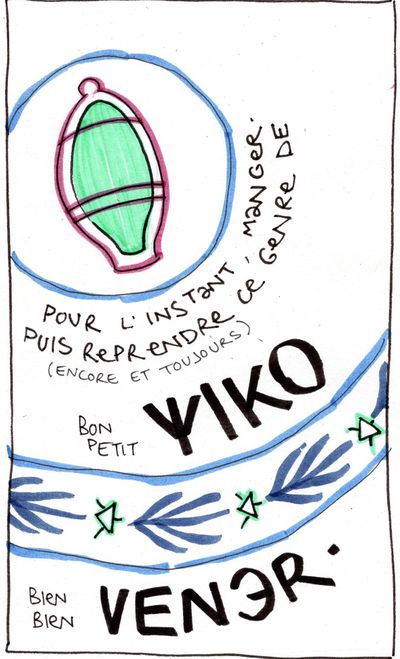 POUR L'INSTANT, MANGER.
PUIS REPRENDRE CE GENRE DE
(ENCORE ET TOUJOURS)
BON
PETIT
ΨIKO
BIEN
BIEN
VENЭR.